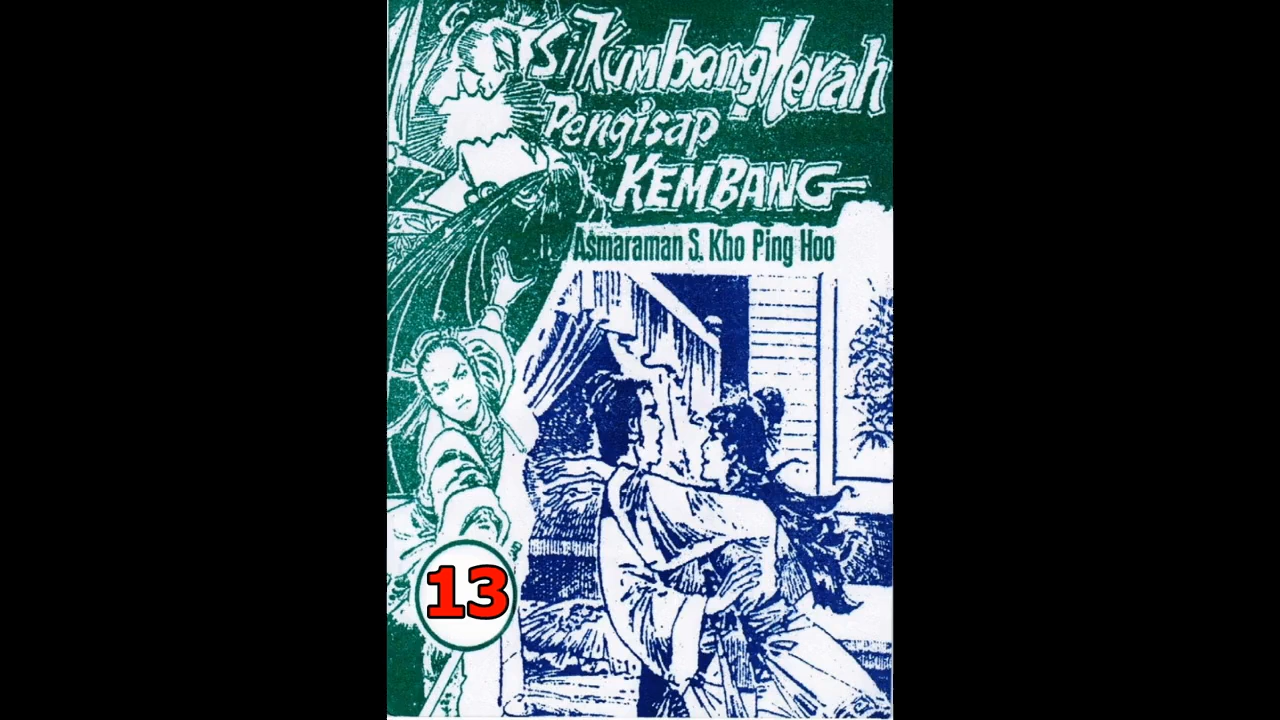 Si Kumbang Merah
Pengisap
KEMBANG
Asmaraman S. Kho Ping Hoo
13